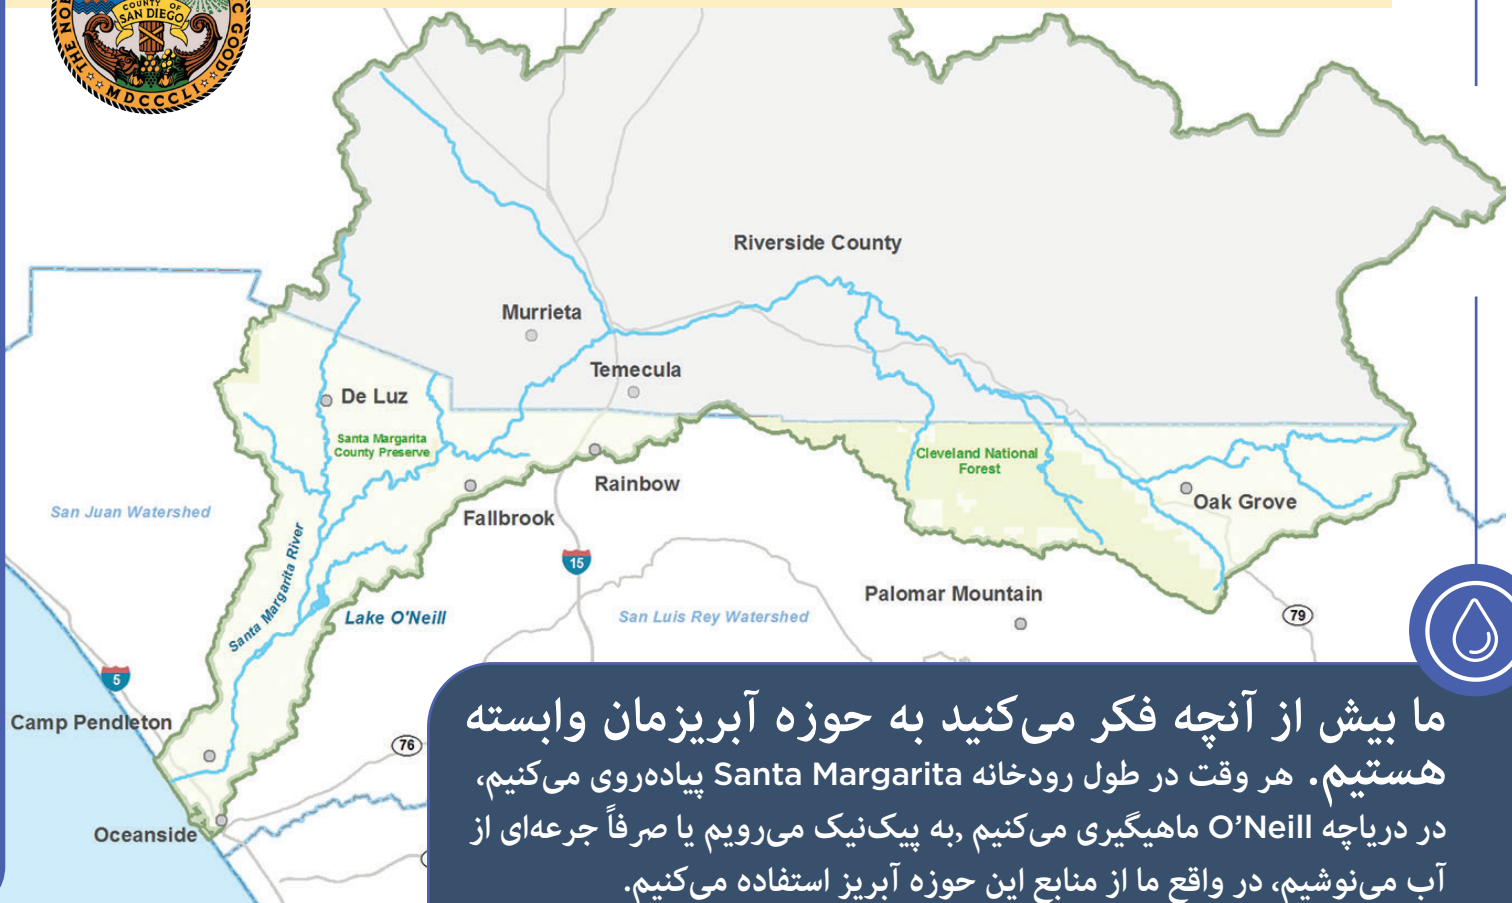 COUNTY OF
SAN DIEGO
MDCCCLII
Riverside County
Murrieta
Temecula
De Luz
Santa Margarita
County Preserve
Cleveland National
Forest
Rainbow
Oak Grove
San Juan Watershed
Fallbrook
Santa Margarita River
15
Palomar Mountain
Lake O'Neill
San Luis Rey Watershed
79
5
Camp Pendleton
76
Oceanside
ما بیش از آنچه فکر می‌کنید به حوزه آبریزمان وابسته
هستیم. هر وقت در طول رودخانه Santa Margarita پیاده‌روی می‌کنیم،
در دریاچه O’Neill ماهیگیری می‌کنیم ,به پیک‌نیک می‌رویم یا صرفاً جرعه‌ای از
آب می‌نوشیم، در واقع ما از منابع این حوزه آبریز استفاده می‌کنیم.